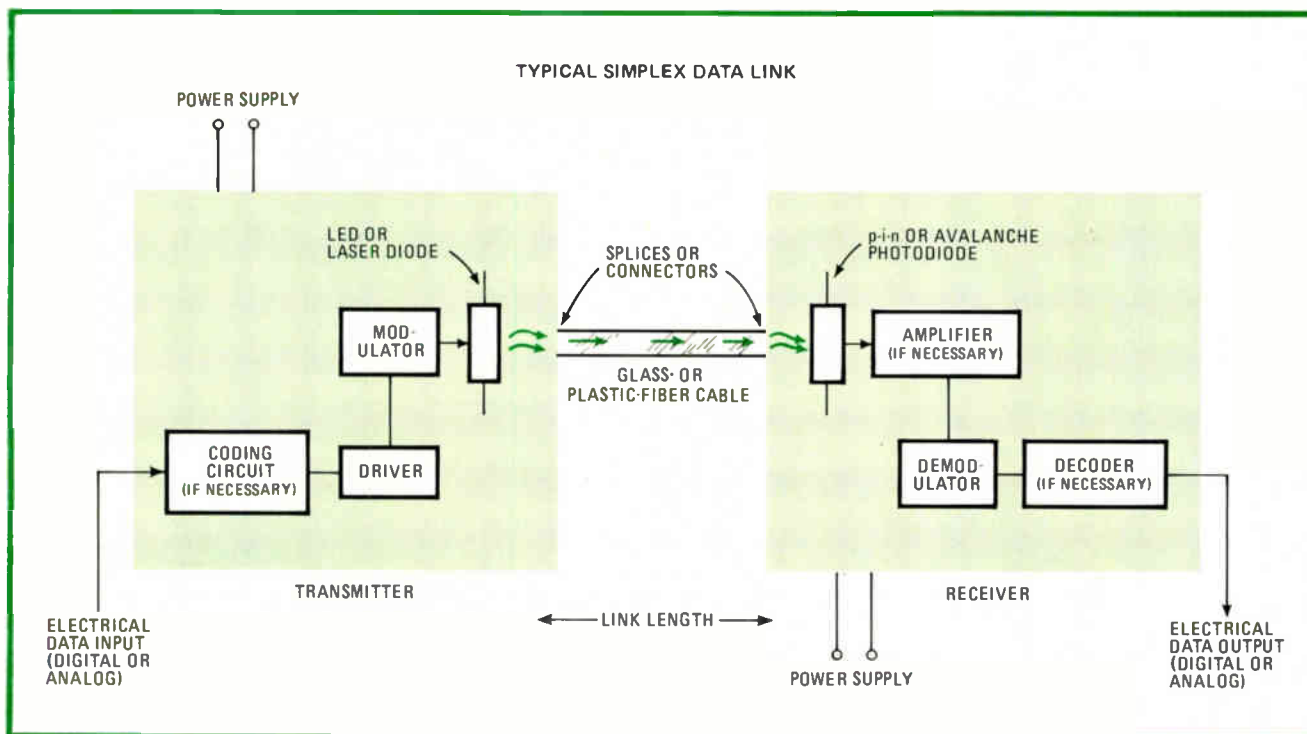 TYPICAL SIMPLEX DATA LINK
POWER SUPPLY
LED OR
LASER DIODE
SPLICES OR
CONNECTORS
p-i-n OR AVALANCHE
PHOTODIODE
MOD-
ULATOR
AMPLIFIER
(IF NECESSARY)
GLASS- OR
PLASTIC-FIBER CABLE
CODING
CIRCUIT
(IF NECESSARY)
DRIVER
DEMOD-
ULATOR
DECODER
(IF NECESSARY)
TRANSMITTER
RECEIVER
LINK LENGTH
ELECTRICAL
DATA INPUT
(DIGITAL OR
ANALOG)
POWER SUPPLY
ELECTRICAL
DATA OUTPUT
(DIGITAL OR
ANALOG)